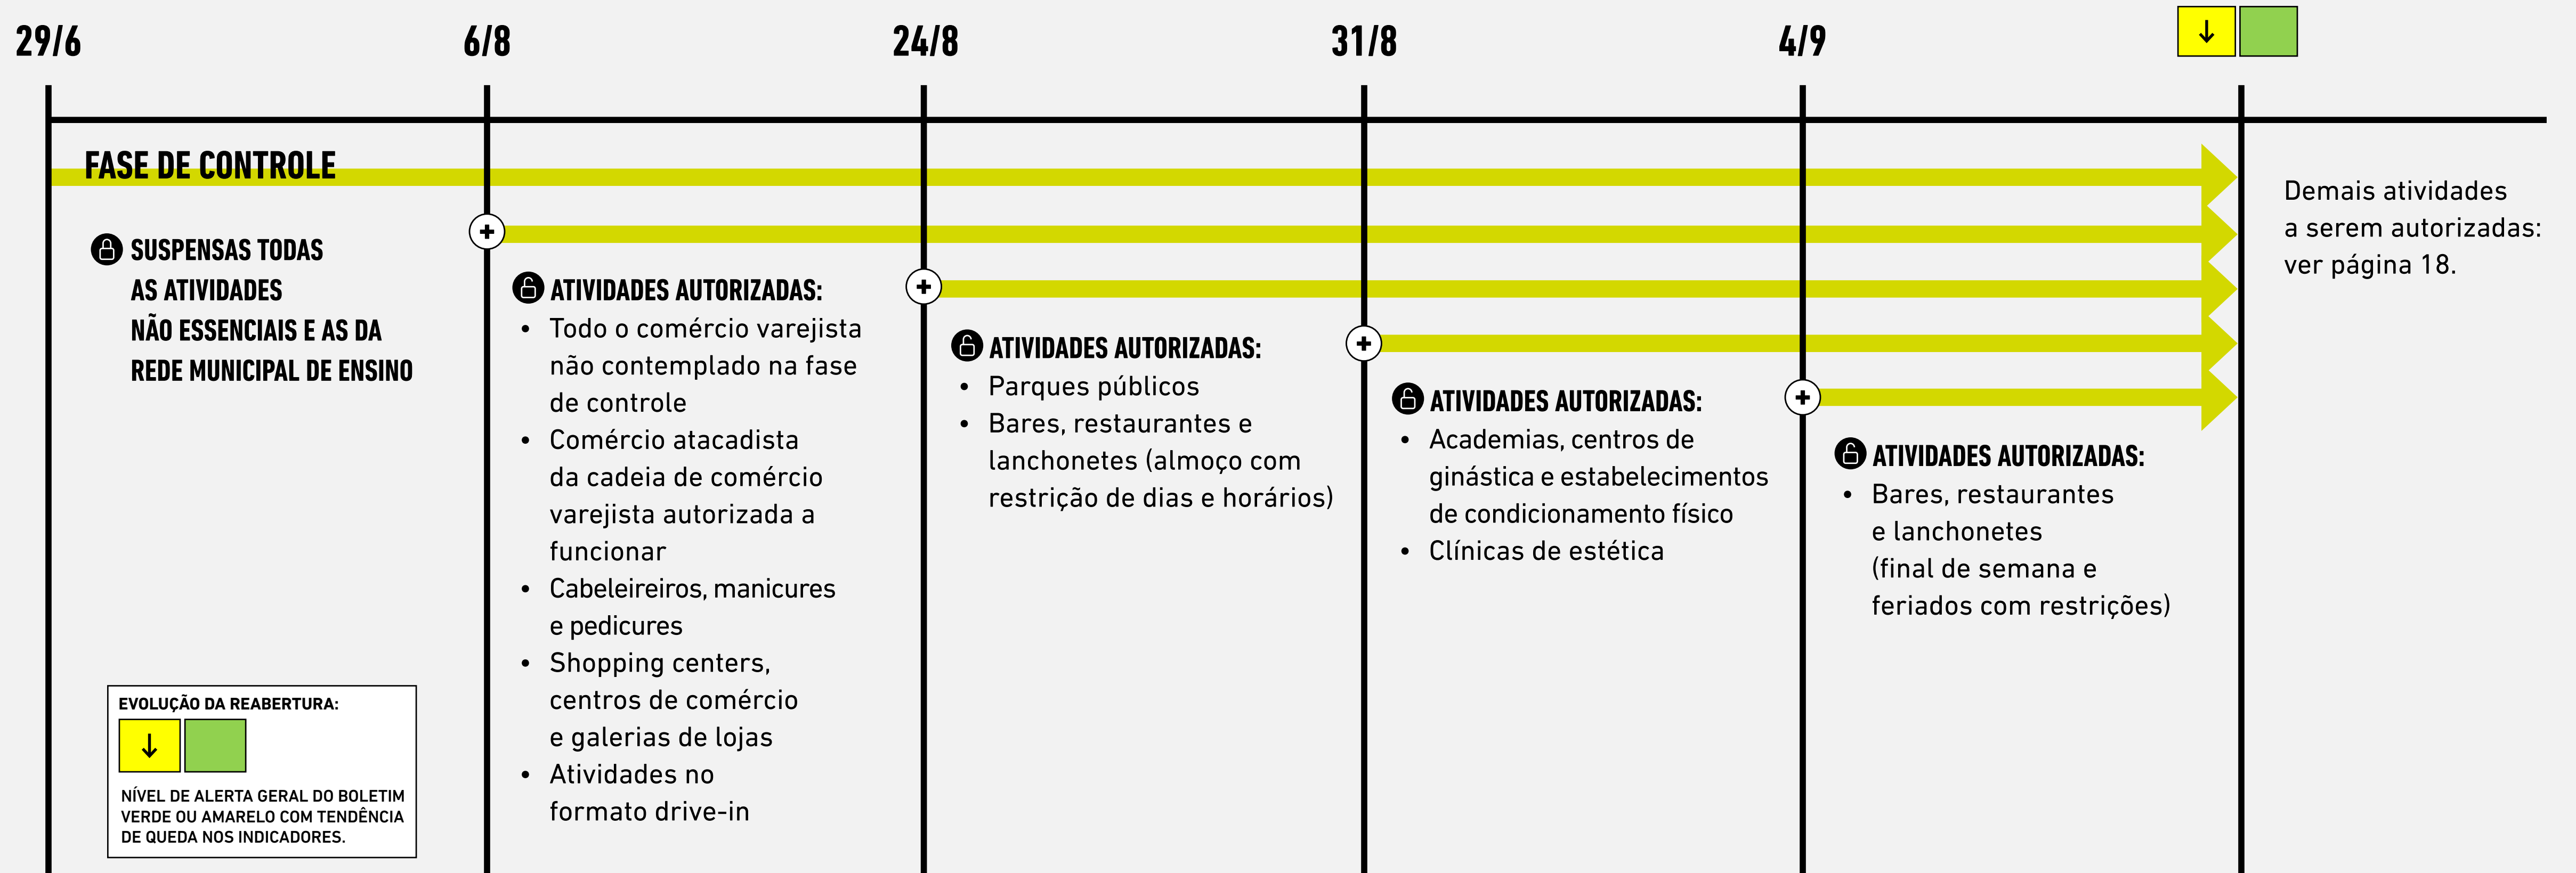 29/6
6/8
24/8
31/8
4/9
FASE DE CONTROLE
SUSPENSAS TODAS
AS ATIVIDADES
NÃO ESSENCIAIS E AS DA
REDE MUNICIPAL DE ENSINO
EVOLUÇÃO DA REABERTURA:
NÍVEL DE ALERTA GERAL DO BOLETIM
VERDE OU AMARELO COM TENDÊNCIA
DE QUEDA NOS INDICADORES.
ATIVIDADES AUTORIZADAS:
• Todo o comércio varejista
não contemplado na fase
de controle
• Comércio atacadista
da cadeia de comércio
varejista autorizada a
funcionar
• Cabeleireiros, manicures
e pedicures
• Shopping centers,
centros de comércio
e galerias de lojas
• Atividades no
formato drive-in
ATIVIDADES AUTORIZADAS:
• Parques públicos
• Bares, restaurantes e
lanchonetes (almoço com
restrição de dias e horários)
ATIVIDADES AUTORIZADAS:
• Academias, centros de
ginástica e estabelecimentos
de condicionamento físico
• Clínicas de estética
ATIVIDADES AUTORIZADAS:
• Bares, restaurantes
e lanchonetes
(final de semana e
feriados com restrições)
Demais atividades
a serem autorizadas:
ver página 18.